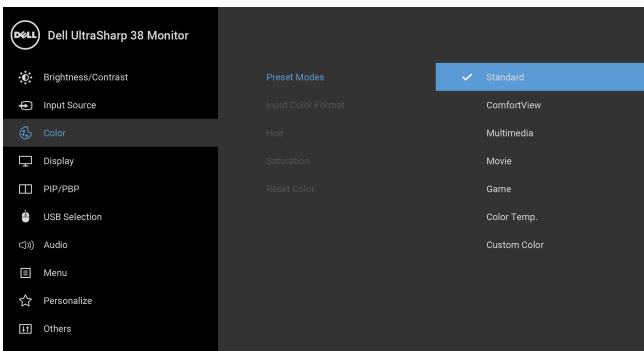 DELL Dell UltraSharp 38 Monitor
Brightness/Contrast
Input Source
Color
Display
PIP/PBP
USB Selection
Audio
Menu
Personalize
Others
Preset Modes
Input Color Format
Hue
Saturation
Reset Color
Standard
ComfortView
Multimedia
Movie
Game
Color Temp.
Custom Color